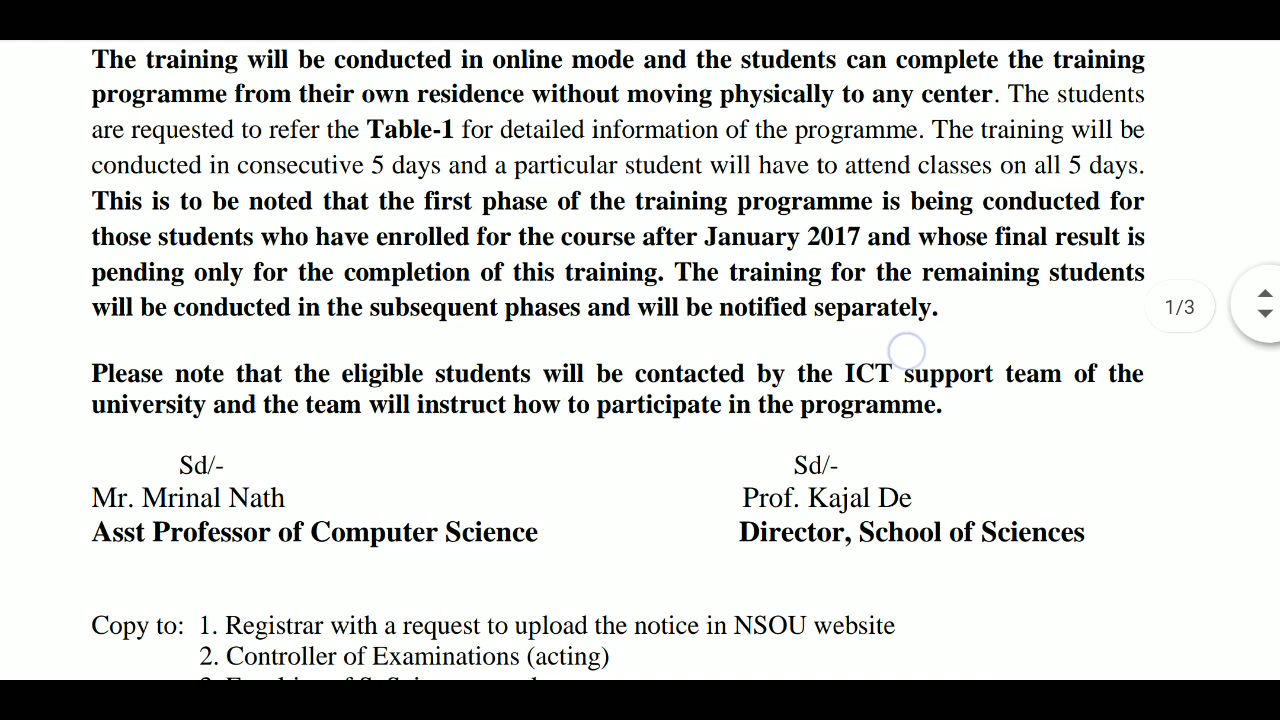 The training will be conducted in online mode and the students can complete the training
programme from their own residence without moving physically to any center. The students
are requested to refer the Table-1 for detailed information of the programme. The training will be
conducted in consecutive 5 days and a particular student will have to attend classes on all 5 days.
This is to be noted that the first phase of the training programme is being conducted for
those students who have enrolled for the course after January 2017 and whose final result is
pending only for the completion of this training. The training for the remaining students
will be conducted in the subsequent phases and will be notified separately.
1/3
Please note that the eligible students will be contacted by the ICT support team of the
university and the team will instruct how to participate in the programme.
Sd/- Sd/-
Mr. Mrinal Nath Prof. Kajal De
Asst Professor of Computer Science Director, School of Sciences
Copy to: 1. Registrar with a request to upload the notice in NSOU website
2. Controller of Examinations (acting)